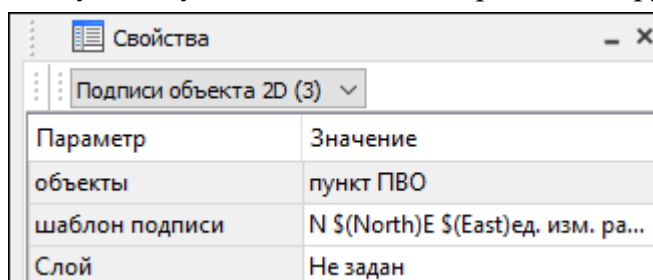 Свойства
Подписи объекта 2D (3)
Параметр Значение
объекты пункт ПВО
шаблон подписи N $(North)E $(East)ед. изм. ра...
Слой Не задан